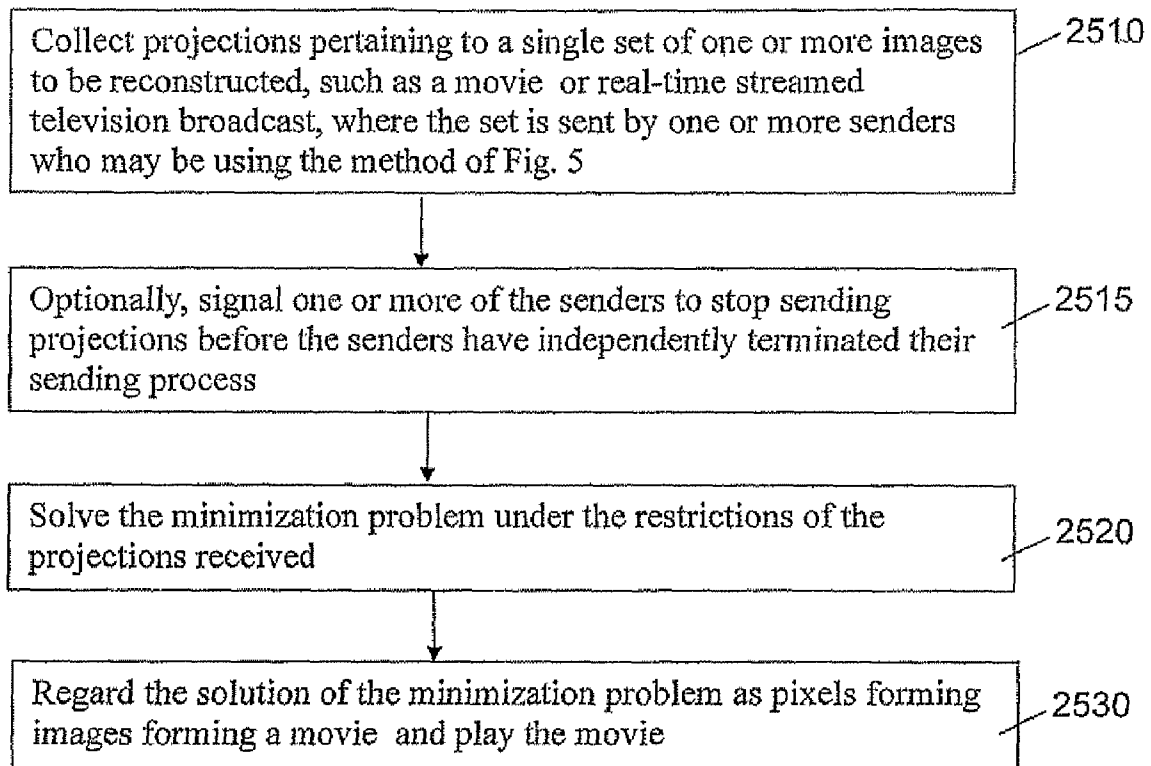 Collect projections pertaining to a single set of one or more images
to be reconstructed, such as a movie or real-time streamed
television broadcast, where the set is sent by one or more senders
who may be using the method of Fig. 5
2510
Optionally, signal one or more of the senders to stop sending
projections before the senders have independently terminated their
sending process
2515
Solve the minimization problem under the restrictions of the
projections received
2520
Regard the solution of the minimization problem as pixels forming
images forming a movie and play the movie
2530